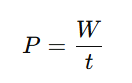 P = W/t